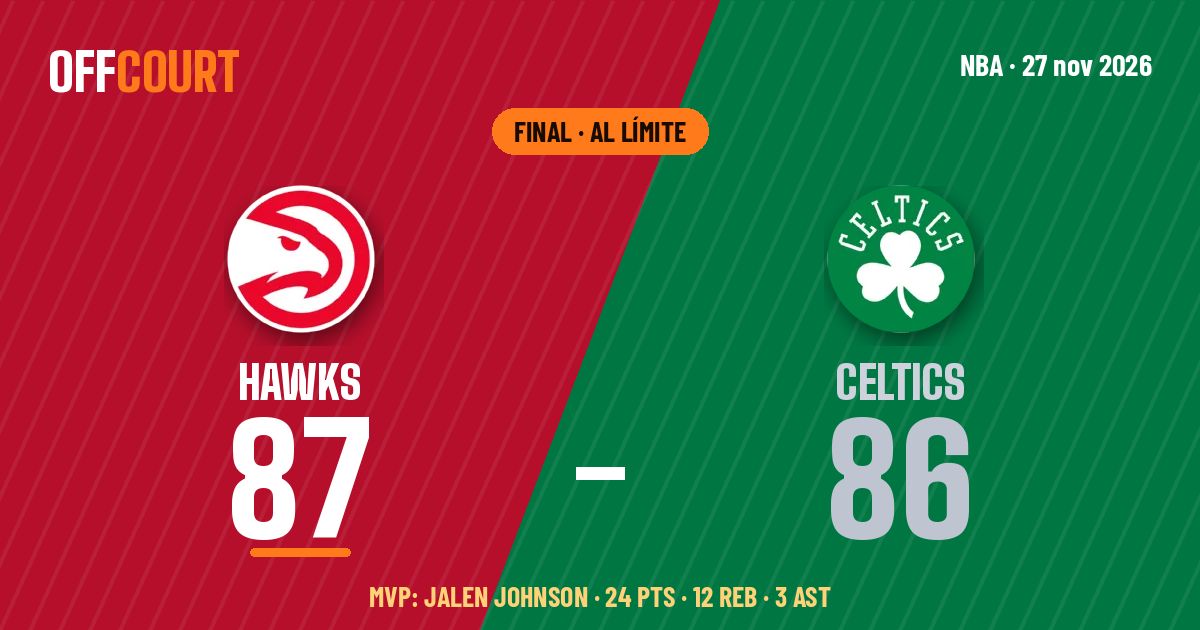 OFFCOURT
NBA · 27 nov 2026
FINAL · AL LÍMITE
CELTICS
HAWKS
CELTICS
87
–
86
MVP: JALEN JOHNSON · 24 PTS · 12 REB · 3 AST